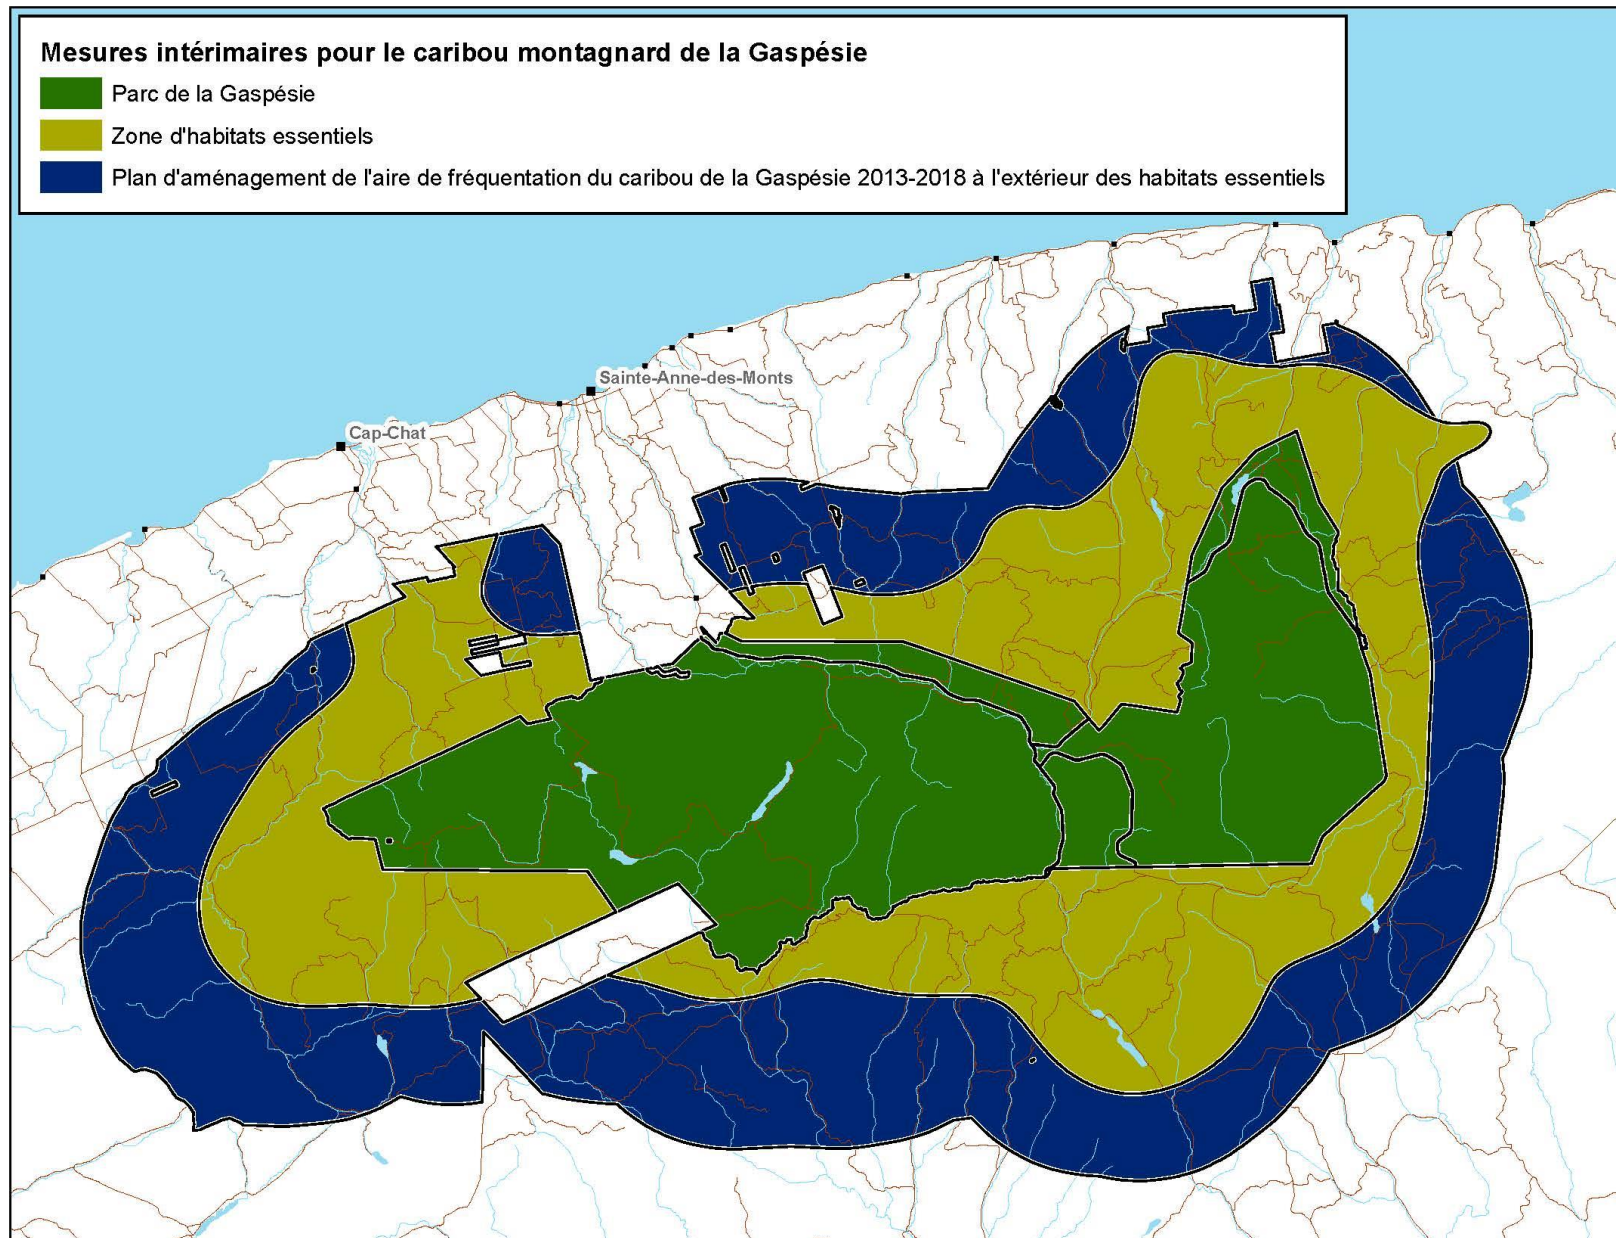 Mesures intérimaires pour le caribou montagnard de la Gaspésie
Parc de la Gaspésie
Zone d'habitats essentiels
Plan d'aménagement de l'aire de fréquentation du caribou de la Gaspésie 2013-2018 à l'extérieur des habitats essentiels
Sainte-Anne-des-Monts
Cap-Chat